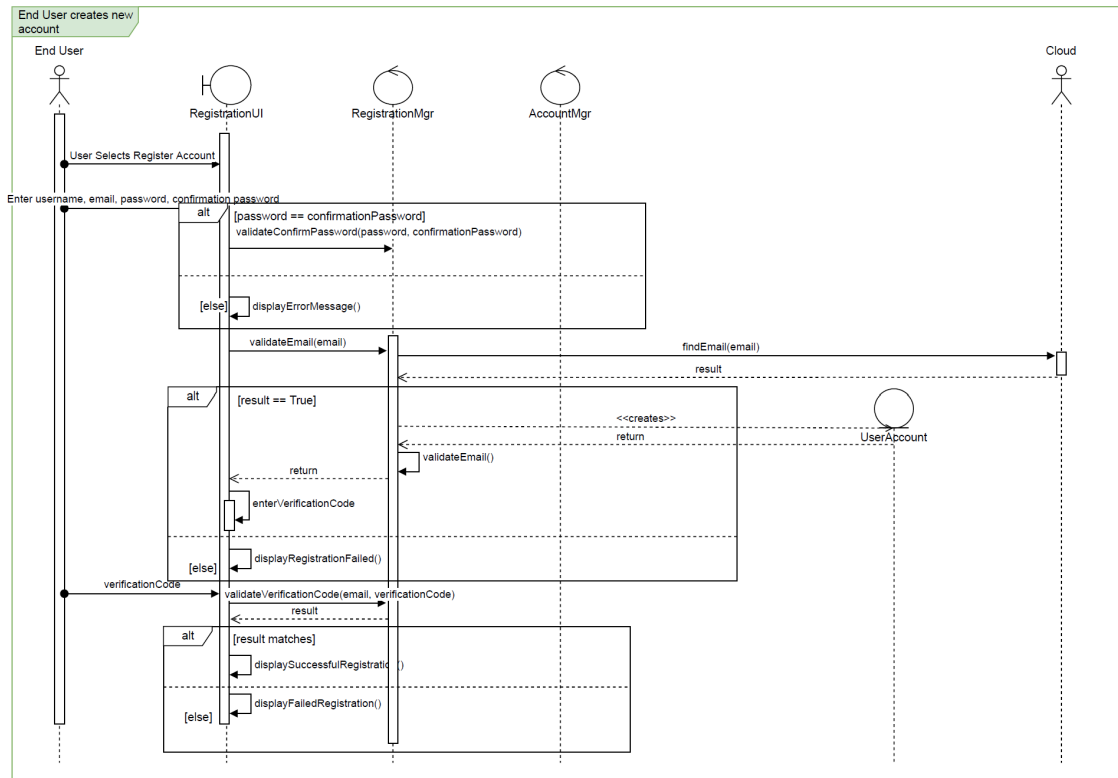 End User creates new
account
End User
Cloud
RegistrationUI
RegistrationMgr
AccountMgr
User Selects Register Account
Enter username, email, password, confirmation password
alt
[password == confirmationPassword]
validateConfirmPassword(password, confirmationPassword)
[else]
displayErrorMessage()
validateEmail(email)
findEmail(email)
result
alt
[result == True]
<<creates>>
return
UserAccount
validateEmail()
return
enterVerificationCode
displayRegistrationFailed()
[else]
verificationCode
validateVerificationCode(email, verificationCode)
result
alt
[result matches]
displaySuccessfulRegistration()
displayFailedRegistration()
[else]